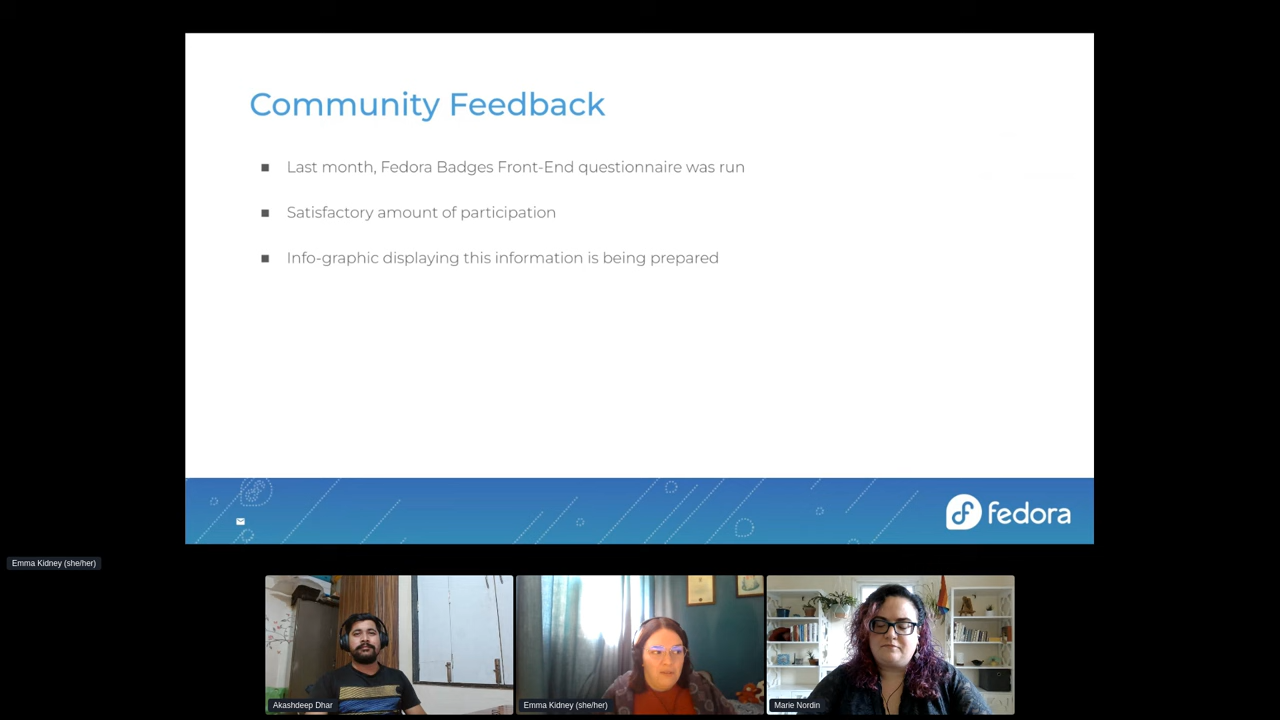 Community Feedback
Last month, Fedora Badges Front-End questionnaire was run
Satisfactory amount of participation
Info-graphic displaying this information is being prepared
fedora
Emma Kidney (she/her)
Akashdeep Dhar
Emma Kidney (she/her)
Marie Nordin